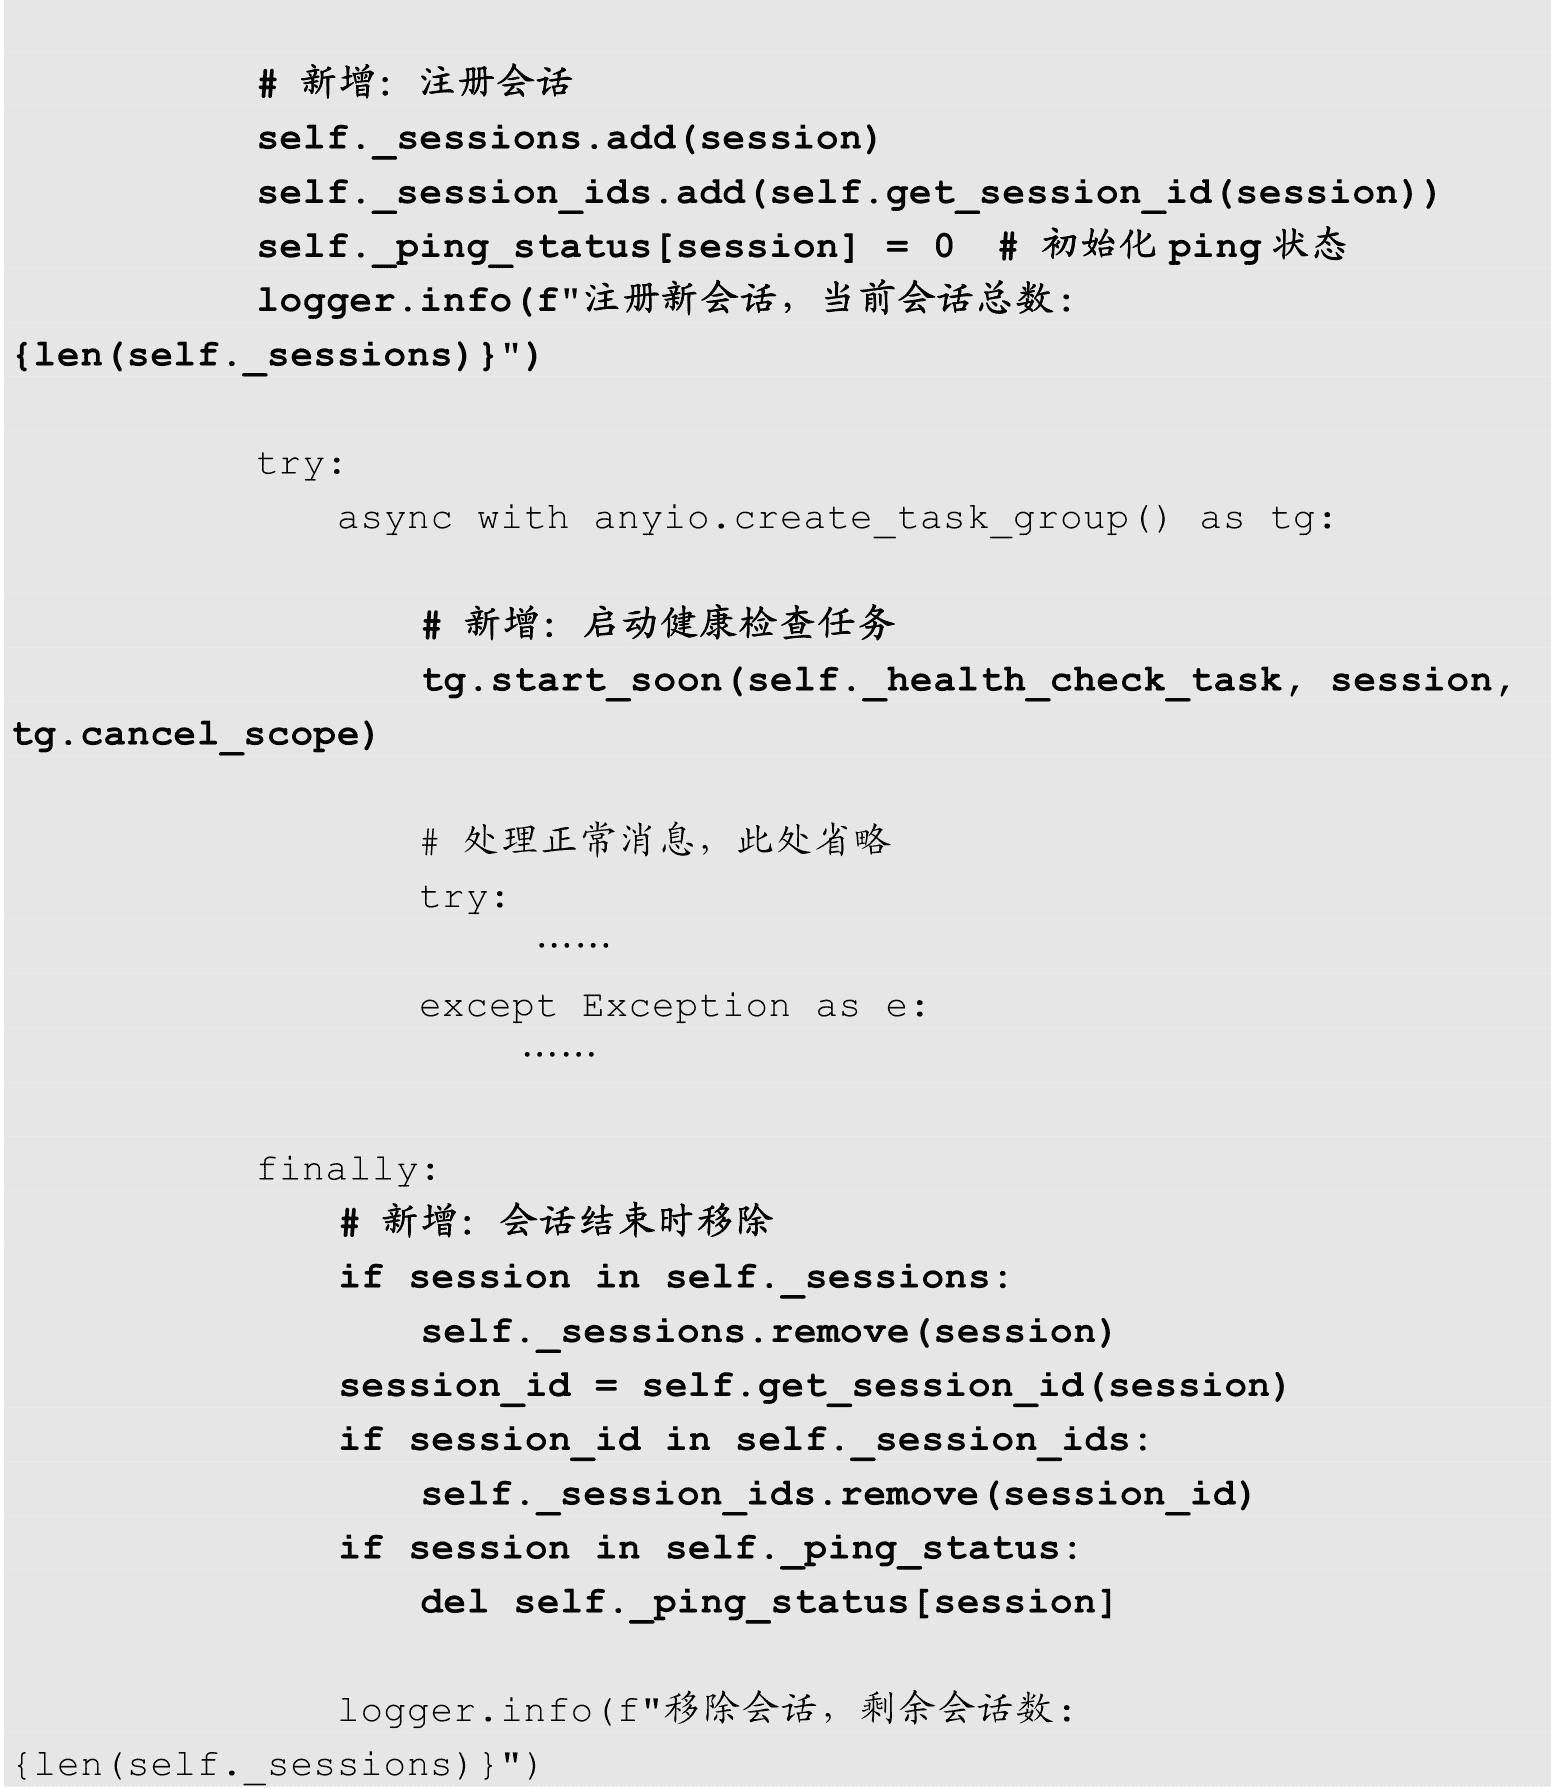 # 新增：注册会话
self._sessions.add(session)
self._session_ids.add(self.get_session_id(session))
self._ping_status[session] = 0  # 初始化 ping 状态
logger.info(f"注册新会话，当前会话总数：
{len(self._sessions)}")
try:
async with anyio.create_task_group() as tg:
# 新增：启动健康检查任务
tg.start_soon(self._health_check_task, session,
tg.cancel_scope)
# 处理正常消息，此处省略
try:
……
except Exception as e:
……
finally:
# 新增：会话结束时移除
if session in self._sessions:
self._sessions.remove(session)
session_id = self.get_session_id(session)
if session_id in self._session_ids:
self._session_ids.remove(session_id)
if session in self._ping_status:
del self._ping_status[session]
logger.info(f"移除会话，剩余会话数：
{len(self._sessions)}")